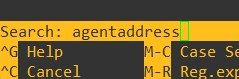 Search: agentaddress
^G Help M-C Case Se
^C Cancel M-R Reg.exp